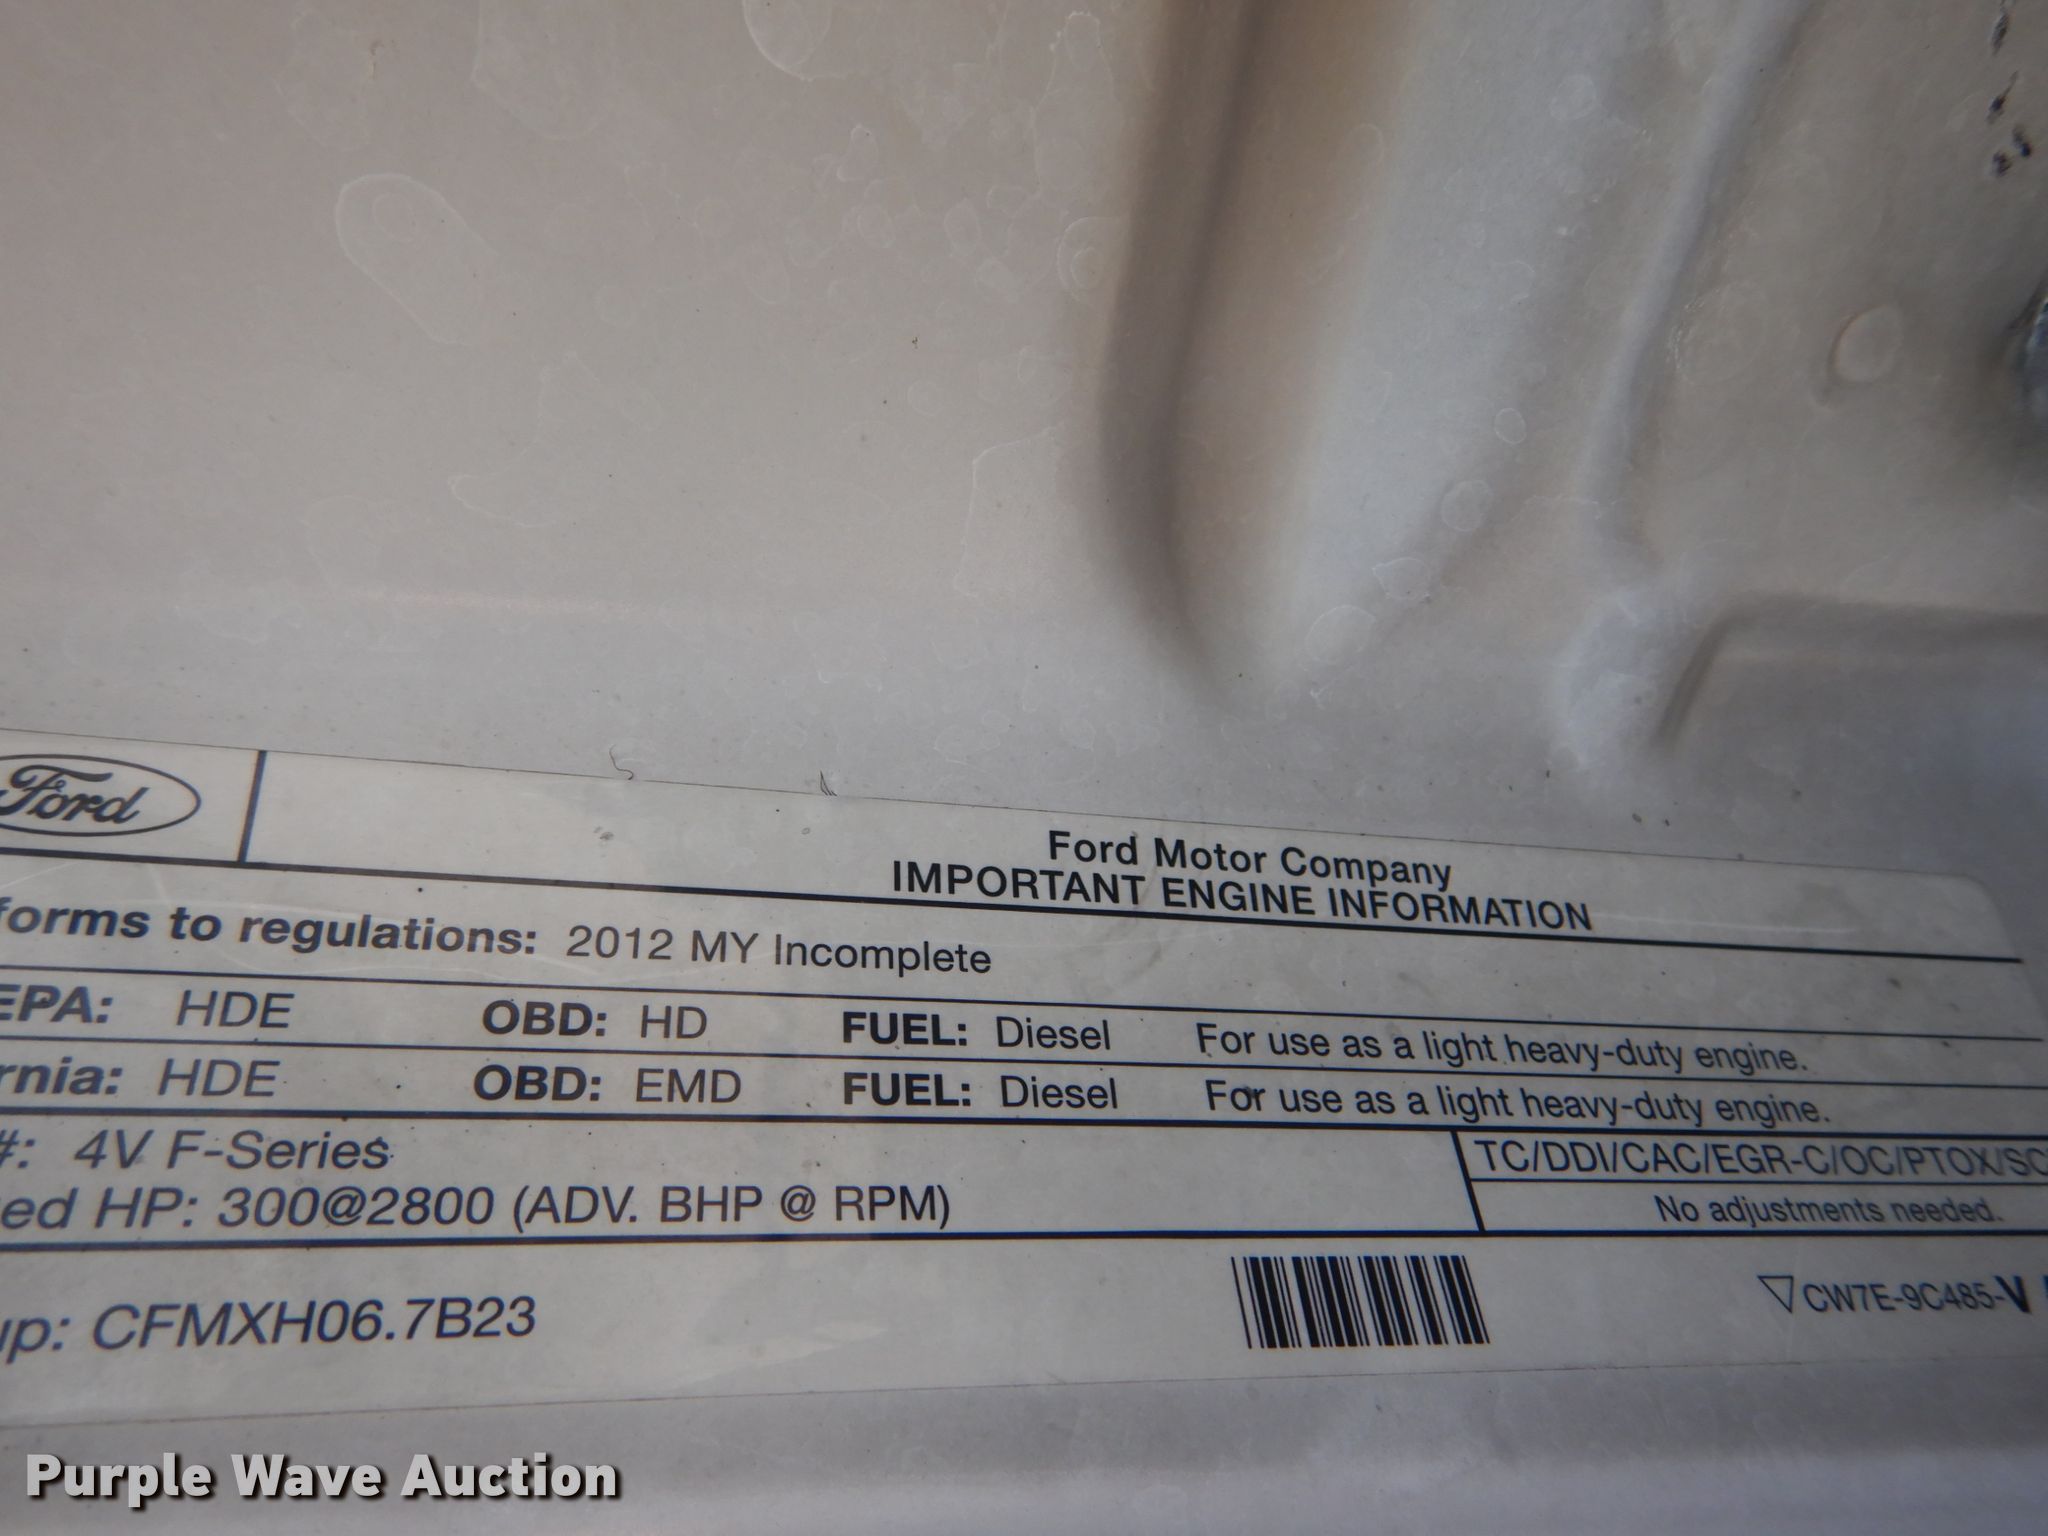 Ford
Ford Motor Company
IMPORTANT ENGINE INFORMATION
forms to regulations: 2012 MY Incomplete
EPA: HDE OBD: HD FUEL: Diesel For use as a light heavy-duty engine.
rnia: HDE OBD: EMD FUEL: Diesel For use as a light heavy-duty engine.
#: 4V F-Series
TC/DDI/CAC/EGR-C/OC/PTOX/SC
ed HP: 300@2800 (ADV. BHP @ RPM)
No adjustments needed.
up: CFMXH06.7B23
CW7E-9C485-V
Purple Wave Auction